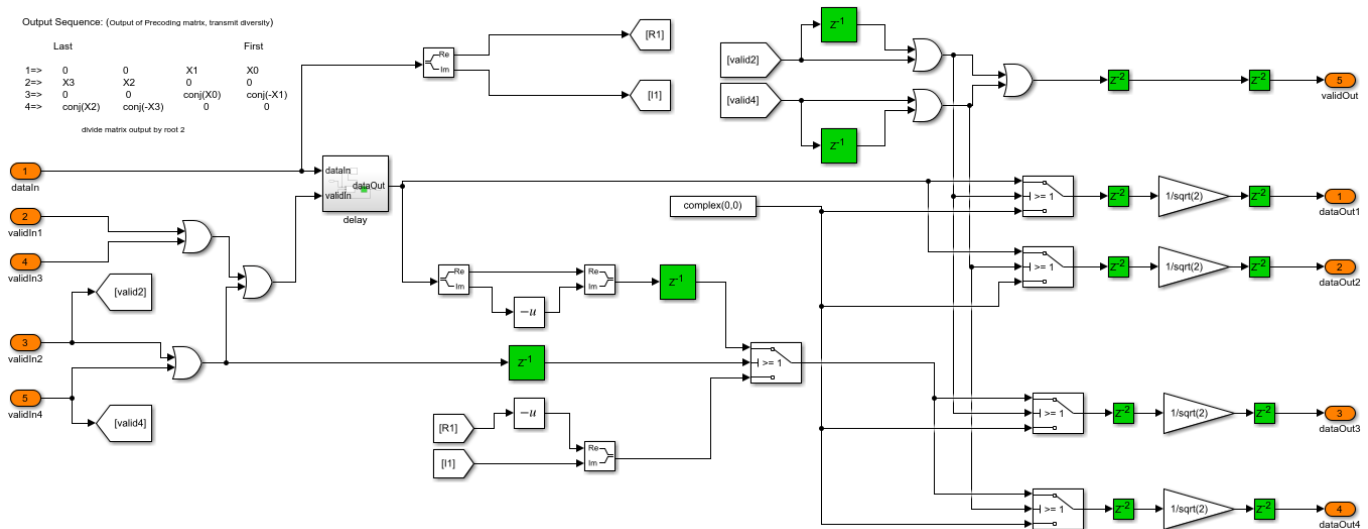 Output Sequence: (Output of Precoding matrix, transmit diversity)
Last First
1=> 0 0 X1 X0
2=> X3 X2 0 0
3=> 0 0 conj(X0) conj(-X1)
4=> conj(X2) conj(-X3) 0 0
divide matrix output by root 2
Re
Im
[R1]
[I1]
[valid2]
[valid4]
Z-1
Z-1
Z-2
Z-2
5
validOut
1
dataIn
dataIn
validIn
dataOut
delay
2
validIn1
4
validIn3
[valid2]
3
validIn2
5
validIn4
[valid4]
complex(0,0)
>= 1
Z-2
1/sqrt(2)
Z-2
1
dataOut1
>= 1
Z-2
1/sqrt(2)
Z-2
2
dataOut2
Re
Im
-u
Re
Im
Z-1
Z-1
>= 1
[R1]
-u
[I1]
Re
Im
>= 1
Z-2
1/sqrt(2)
Z-2
3
dataOut3
>= 1
Z-2
1/sqrt(2)
Z-2
4
dataOut4